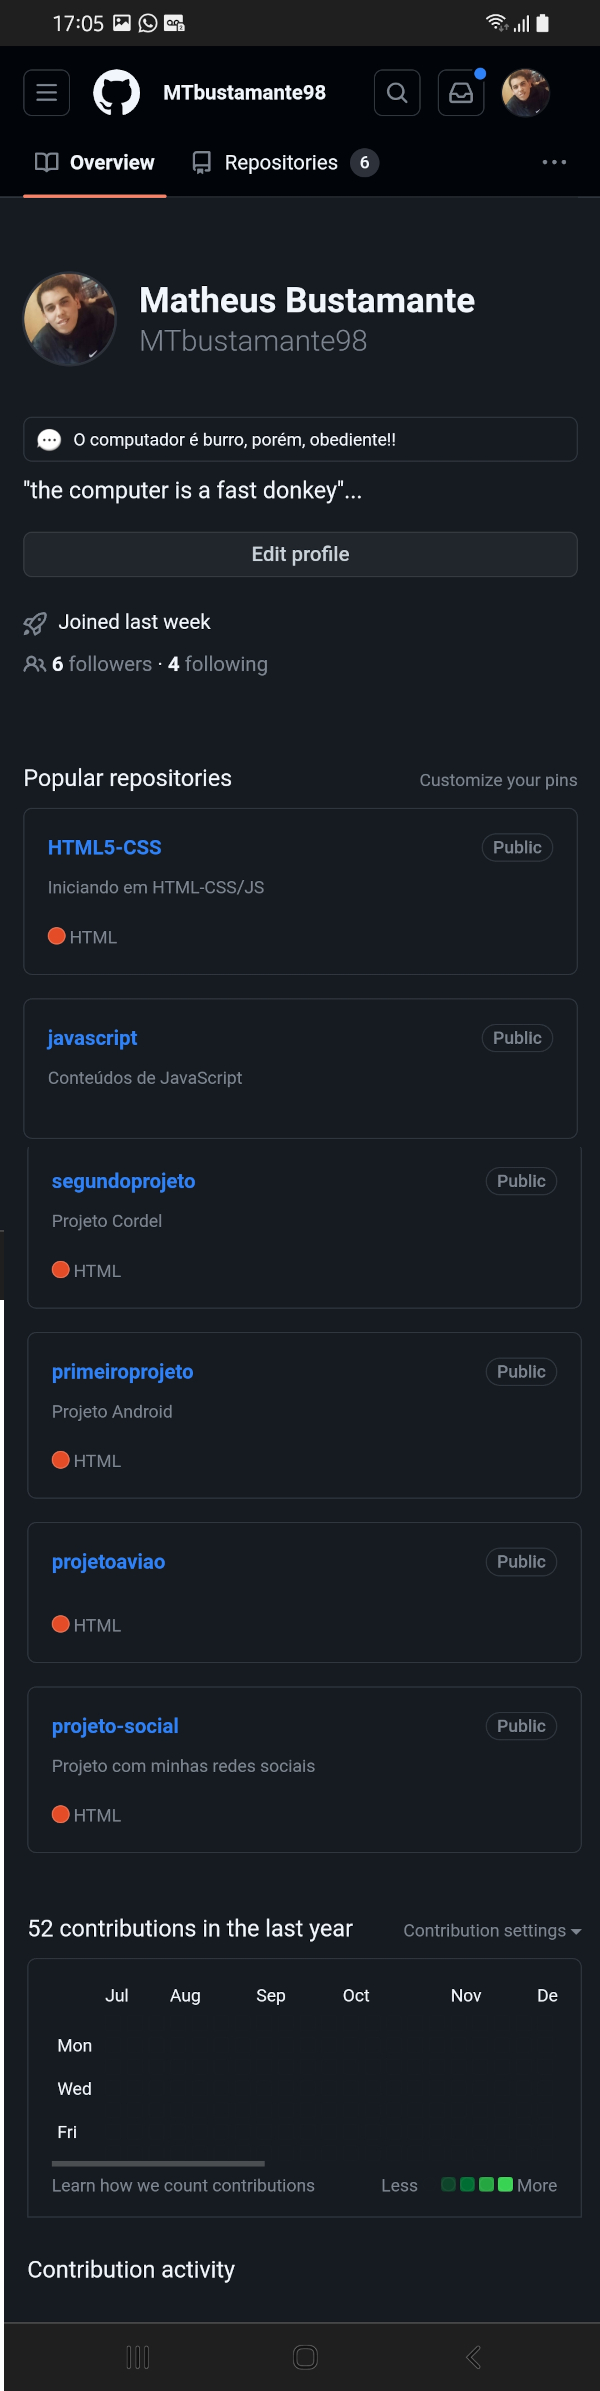 17:05
MTbustamante98
Overview
Repositories 6
Matheus Bustamante
MTbustamante98
O computador é burro, porém, obediente!!
"the computer is a fast donkey"...
Edit profile
Joined last week
6 followers · 4 following
Popular repositories
Customize your pins
HTML5-CSS
Public
Iniciando em HTML-CSS/JS
HTML
javascript
Public
Conteúdos de JavaScript
segundoprojeto
Public
Projeto Cordel
HTML
primeiroprojeto
Public
Projeto Android
HTML
projetoaviao
Public
HTML
projeto-social
Public
Projeto com minhas redes sociais
HTML
52 contributions in the last year
Contribution settings
Jul Aug Sep Oct Nov De
Mon
Wed
Fri
Learn how we count contributions
Less
More
Contribution activity